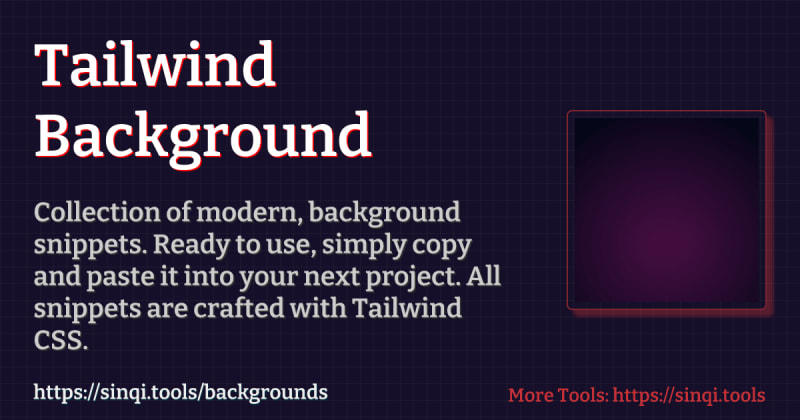 Tailwind
Background
Collection of modern, background
snippets. Ready to use, simply copy
and paste it into your next project. All
snippets are crafted with Tailwind
CSS.
https://sinqi.tools/backgrounds
More Tools: https://sinqi.tools